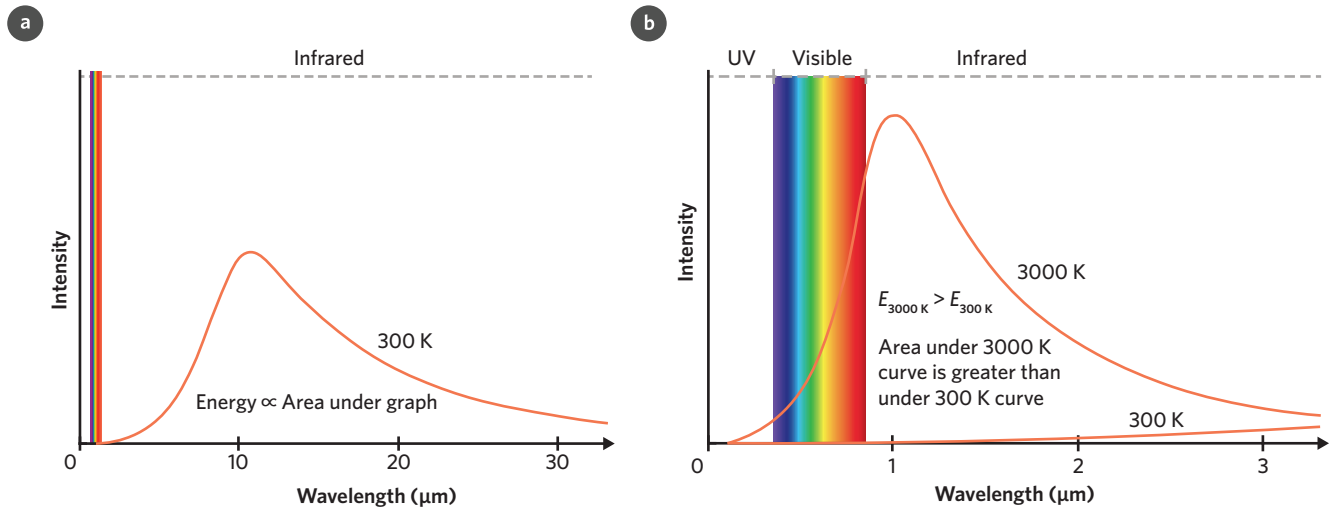 a
Infrared
Intensity
300 K
Energy ∝ Area under graph
0
10
20
30
Wavelength (µm)
b
UV
Visible
Infrared
Intensity
3000 K
E3000 K > E300 K
Area under 3000 K
curve is greater than
under 300 K curve
300 K
0
1
2
3
Wavelength (µm)